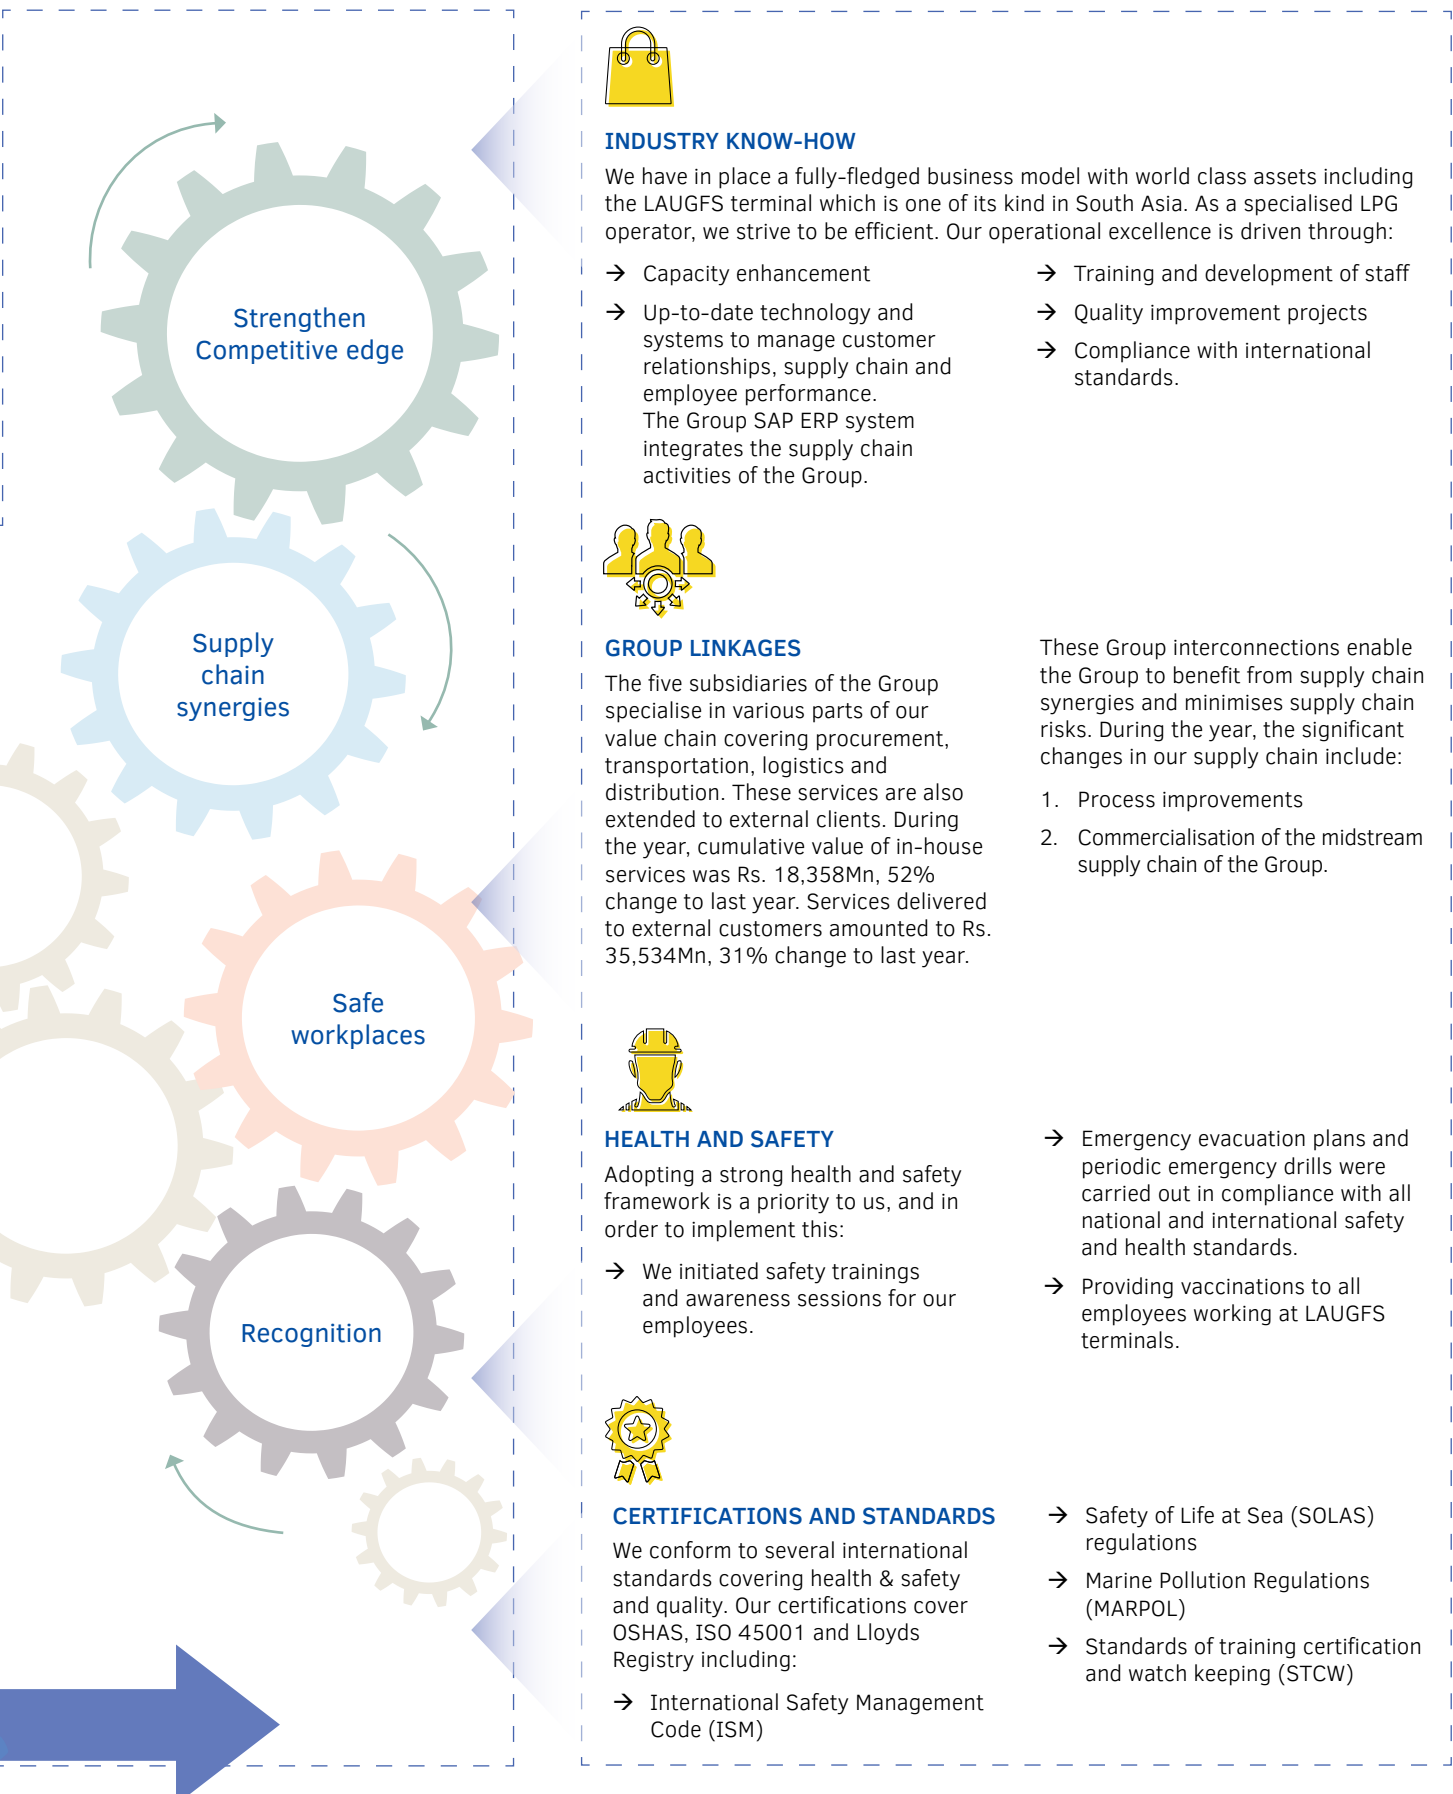 Strengthen
Competitive edge
Supply
chain
synergies
Safe
workplaces
Recognition
INDUSTRY KNOW-HOW
We have in place a fully-fledged business model with world class assets including
the LAUGFS terminal which is one of its kind in South Asia. As a specialised LPG
operator, we strive to be efficient. Our operational excellence is driven through:
→ Capacity enhancement
→ Up-to-date technology and
systems to manage customer
relationships, supply chain and
employee performance.
The Group SAP ERP system
integrates the supply chain
activities of the Group.
→ Training and development of staff
→ Quality improvement projects
→ Compliance with international
standards.
GROUP LINKAGES
The five subsidiaries of the Group
specialise in various parts of our
value chain covering procurement,
transportation, logistics and
distribution. These services are also
extended to external clients. During
the year, cumulative value of in-house
services was Rs. 18,358Mn, 52%
change to last year. Services delivered
to external customers amounted to Rs.
35,534Mn, 31% change to last year.
These Group interconnections enable
the Group to benefit from supply chain
synergies and minimises supply chain
risks. During the year, the significant
changes in our supply chain include:
1. Process improvements
2. Commercialisation of the midstream
supply chain of the Group.
HEALTH AND SAFETY
Adopting a strong health and safety
framework is a priority to us, and in
order to implement this:
→ We initiated safety trainings
and awareness sessions for our
employees.
→ Emergency evacuation plans and
periodic emergency drills were
carried out in compliance with all
national and international safety
and health standards.
→ Providing vaccinations to all
employees working at LAUGFS
terminals.
CERTIFICATIONS AND STANDARDS
We conform to several international
standards covering health & safety
and quality. Our certifications cover
OSHAS, ISO 45001 and Lloyds
Registry including:
→ International Safety Management
Code (ISM)
→ Safety of Life at Sea (SOLAS)
regulations
→ Marine Pollution Regulations
(MARPOL)
→ Standards of training certification
and watch keeping (STCW)